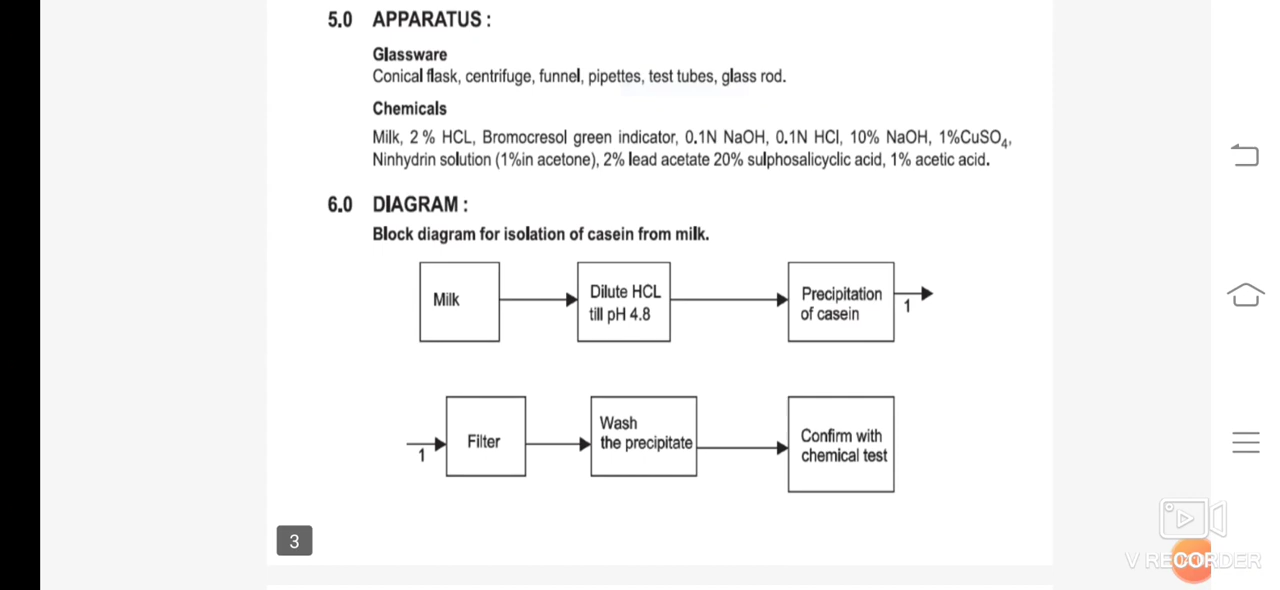 5.0 APPARATUS :
Glassware
Conical flask, centrifuge, funnel, pipettes, test tubes, glass rod.
Chemicals
Milk, 2 % HCL, Bromocresol green indicator, 0.1N NaOH, 0.1N HCl, 10% NaOH, 1%CuSO₄,
Ninhydrin solution (1%in acetone), 2% lead acetate 20% sulphosalicyclic acid, 1% acetic acid.
6.0 DIAGRAM :
Block diagram for isolation of casein from milk.
Milk
Dilute HCL
till pH 4.8
Precipitation
of casein
1
1
Filter
Wash
the precipitate
Confirm with
chemical test
3
V RECORDER